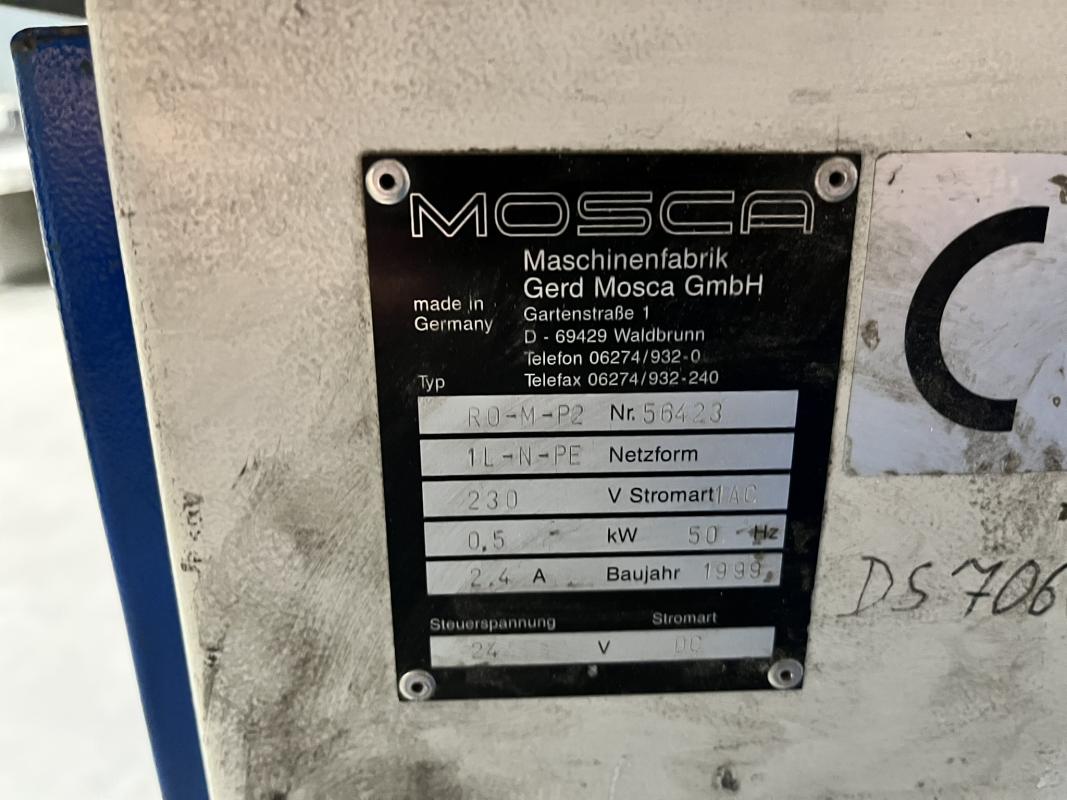 MOSCA
Maschinenfabrik
Gerd Mosca GmbH
made in
Germany
Gartenstraße 1
D - 69429 Waldbrunn
Telefon 06274/932-0
Telefax 06274/932-240
Typ
RO-M-P2 Nr. 56423
1L-N-PE Netzform
230 V Stromart 1AC
0,5 kW 50 Hz
2.4 A Baujahr 1999
Steuerspannung Stromart
24 V DC
C
DS 706